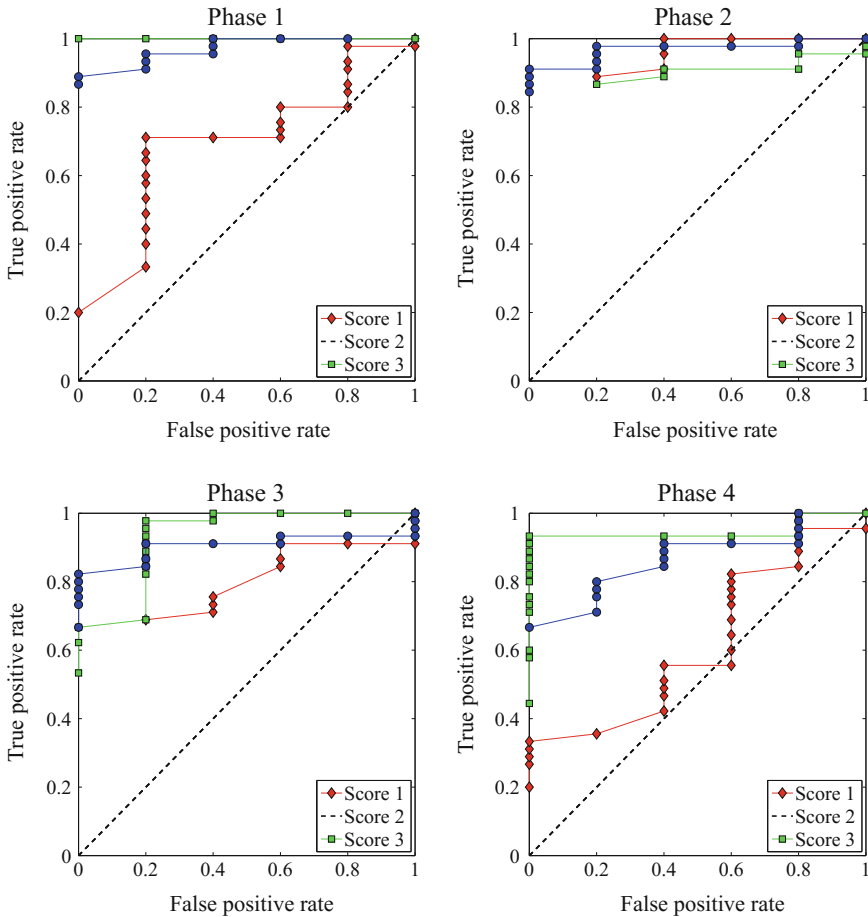 Phase 1
True positive rate
1
0.8
0.6
0.4
0.2
0
0 0.2 0.4 0.6 0.8 1
False positive rate
Score 1
Score 2
Score 3
Phase 2
True positive rate
1
0.8
0.6
0.4
0.2
0
0 0.2 0.4 0.6 0.8 1
False positive rate
Score 1
Score 2
Score 3
Phase 3
True positive rate
1
0.8
0.6
0.4
0.2
0
0 0.2 0.4 0.6 0.8 1
False positive rate
Score 1
Score 2
Score 3
Phase 4
True positive rate
1
0.8
0.6
0.4
0.2
0
0 0.2 0.4 0.6 0.8 1
False positive rate
Score 1
Score 2
Score 3